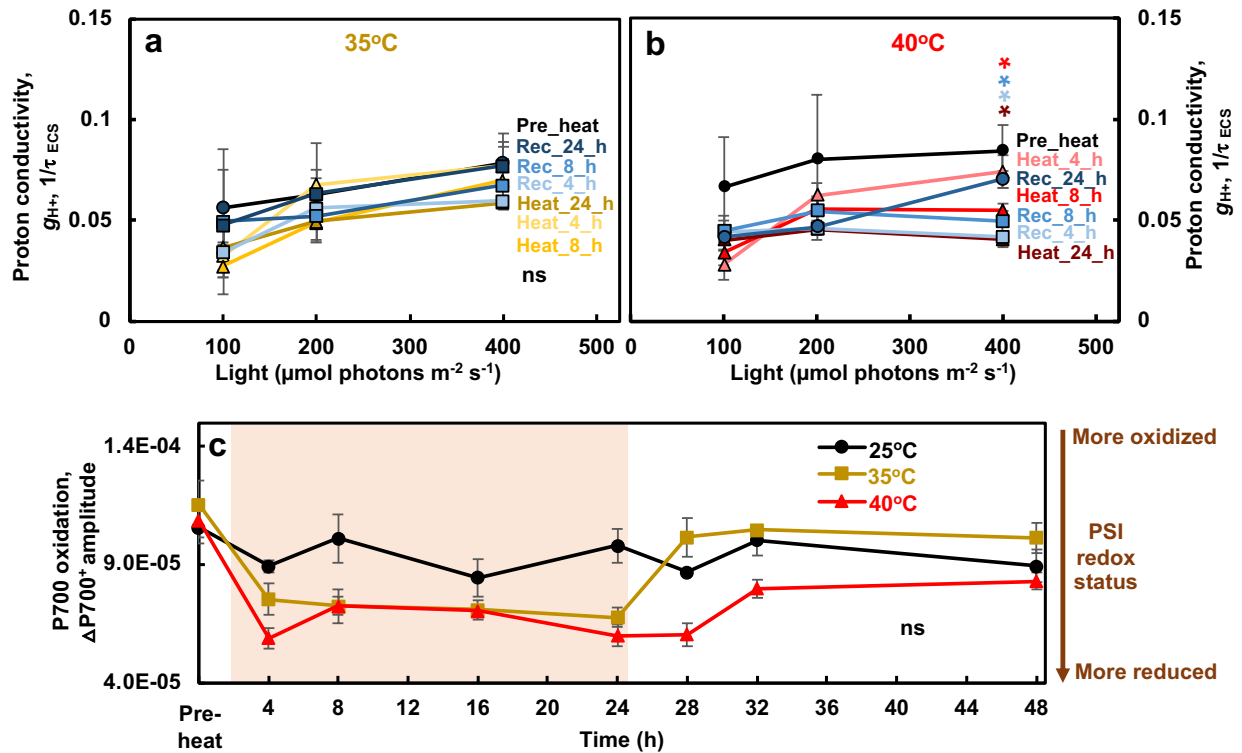 a
35°C
Proton conductivity,
gH+, 1/τ ECS
0.15
0.1
0.05
0
Pre_heat
Rec_24_h
Rec_8_h
Rec_4_h
Heat_24_h
Heat_4_h
Heat_8_h
ns
0 100 200 300 400 500
Light (µmol photons m-2 s-1)
b
40°C
* * * *
Pre_heat
Heat_4_h
Rec_24_h
Heat_8_h
Rec_8_h
Rec_4_h
Heat_24_h
0.15
0.1
0.05
0
Proton conductivity,
gH+, 1/τ ECS
0 100 200 300 400 500
Light (µmol photons m-2 s-1)
c
P700 oxidation,
ΔP700+ amplitude
1.4E-04
9.0E-05
4.0E-05
25°C
35°C
40°C
ns
Pre-
heat
4 8 12 16 20 24 28 32 36 40 44 48
Time (h)
More oxidized
PSI
redox
status
More reduced